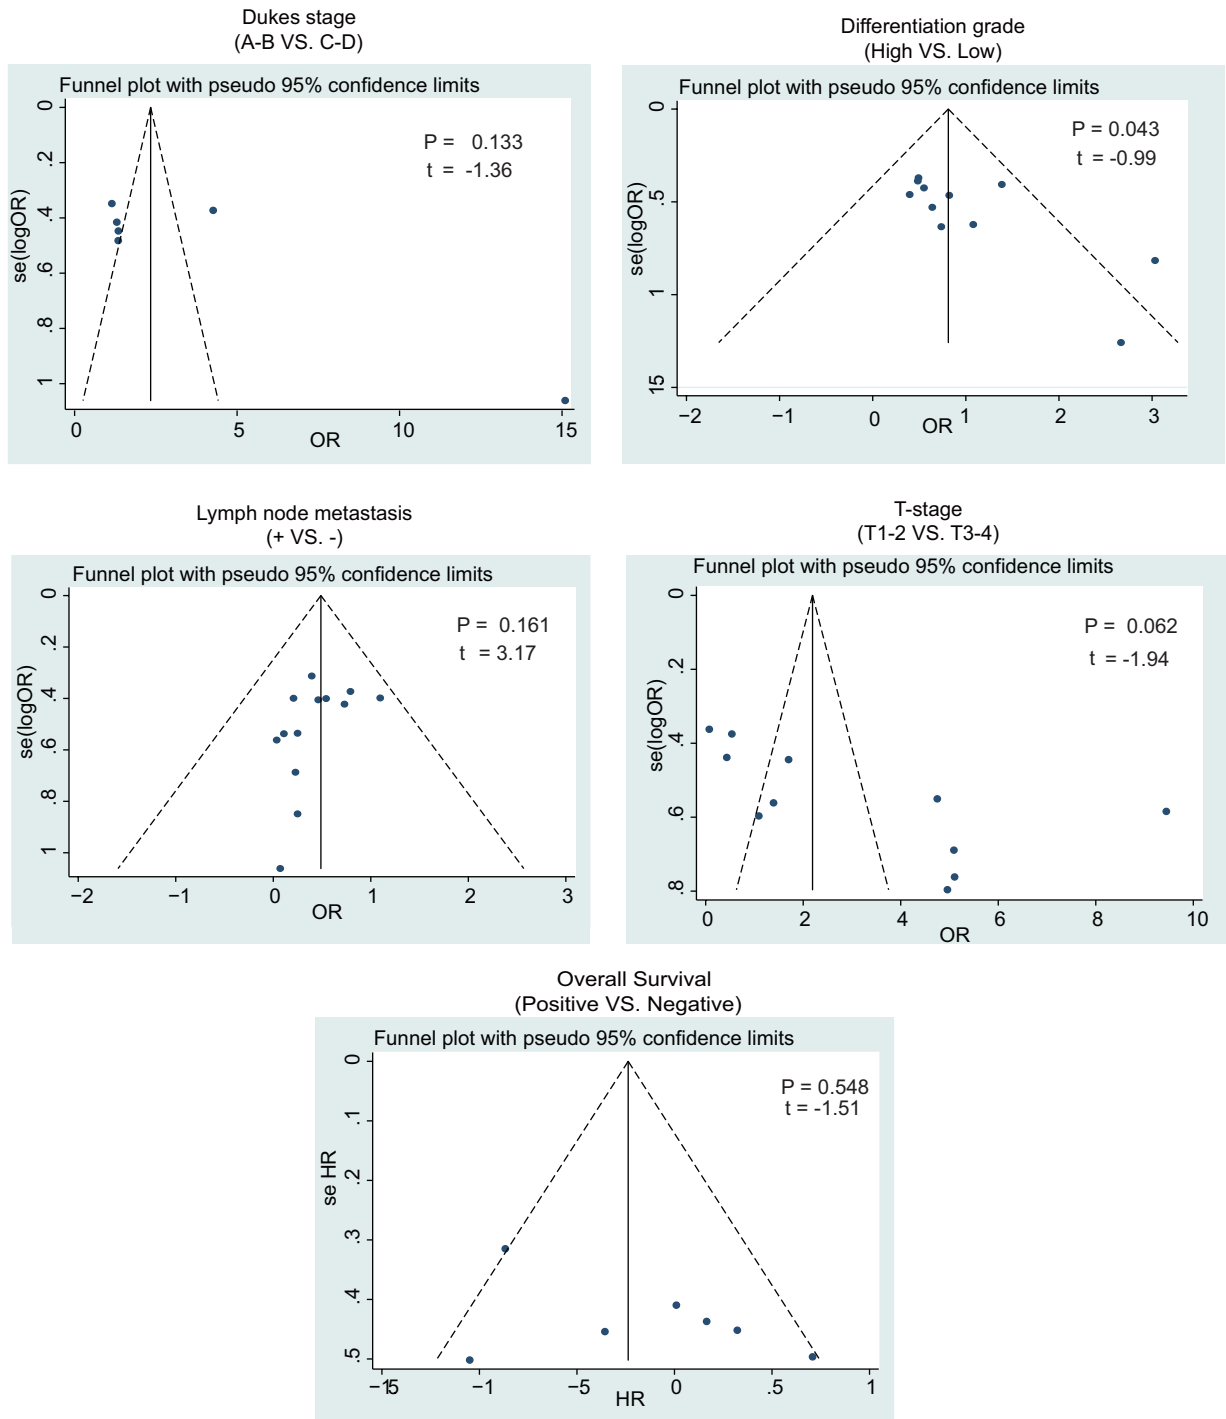 Dukes stage
(A-B VS. C-D)
Funnel plot with pseudo 95% confidence limits
P = 0.133
t = -1.36
0
.2
.4
.6
.8
1
se(logOR)
0
5
10
15
OR
Differentiation grade
(High VS. Low)
Funnel plot with pseudo 95% confidence limits
P = 0.043
t = -0.99
0
.5
1
15
se(logOR)
−2
−1
0
1
2
3
OR
Lymph node metastasis
(+ VS. -)
Funnel plot with pseudo 95% confidence limits
P = 0.161
t = 3.17
0
.2
.4
.6
.8
1
se(logOR)
−2
−1
0
1
2
3
OR
T-stage
(T1-2 VS. T3-4)
Funnel plot with pseudo 95% confidence limits
P = 0.062
t = -1.94
0
.2
.4
.6
.8
se(logOR)
0
2
4
6
8
10
OR
Overall Survival
(Positive VS. Negative)
Funnel plot with pseudo 95% confidence limits
P = 0.548
t = -1.51
0
.1
.2
.3
.4
.5
se HR
−15
−1
−5
0
.5
1
HR